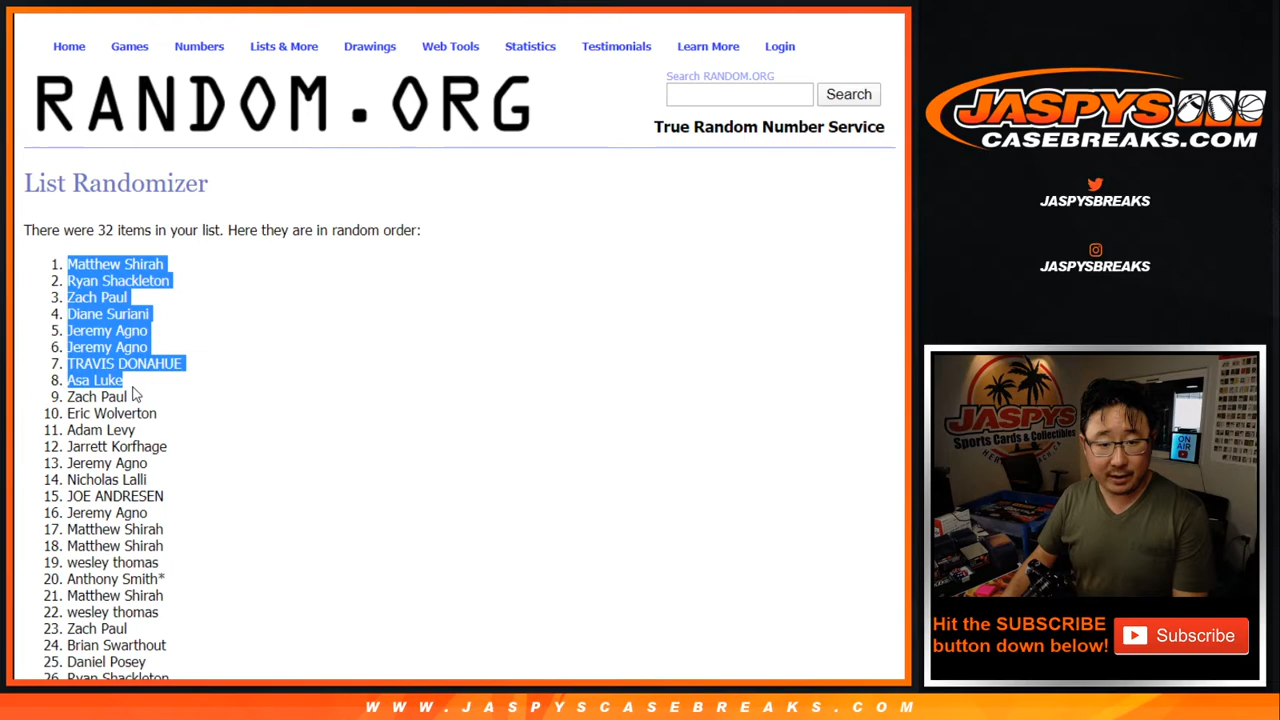 Home Games Numbers Lists & More Drawings Web Tools Statistics Testimonials Learn More Login
RANDOM.ORG
Search RANDOM.ORG
Search
True Random Number Service
List Randomizer
There were 32 items in your list. Here they are in random order:
1. Matthew Shirah
2. Ryan Shackleton
3. Zach Paul
4. Diane Suriani
5. Jeremy Agno
6. Jeremy Agno
7. TRAVIS DONAHUE
8. Asa Luke
9. Zach Paul
10. Eric Wolverton
11. Adam Levy
12. Jarrett Korfhage
13. Jeremy Agno
14. Nicholas Lalli
15. JOE ANDRESEN
16. Jeremy Agno
17. Matthew Shirah
18. Matthew Shirah
19. wesley thomas
20. Anthony Smith*
21. Matthew Shirah
22. wesley thomas
23. Zach Paul
24. Brian Swarthout
25. Daniel Posey
26. Ryan Shackleton
JASPYS
CASEBREAKS.COM
JASPYSBREAKS
JASPYSBREAKS
JASPYS
Sports Cards & Collectibles
ON AIR
Hit the SUBSCRIBE
button down below!
Subscribe
WWW.JASPYSCASEBREAKS.COM